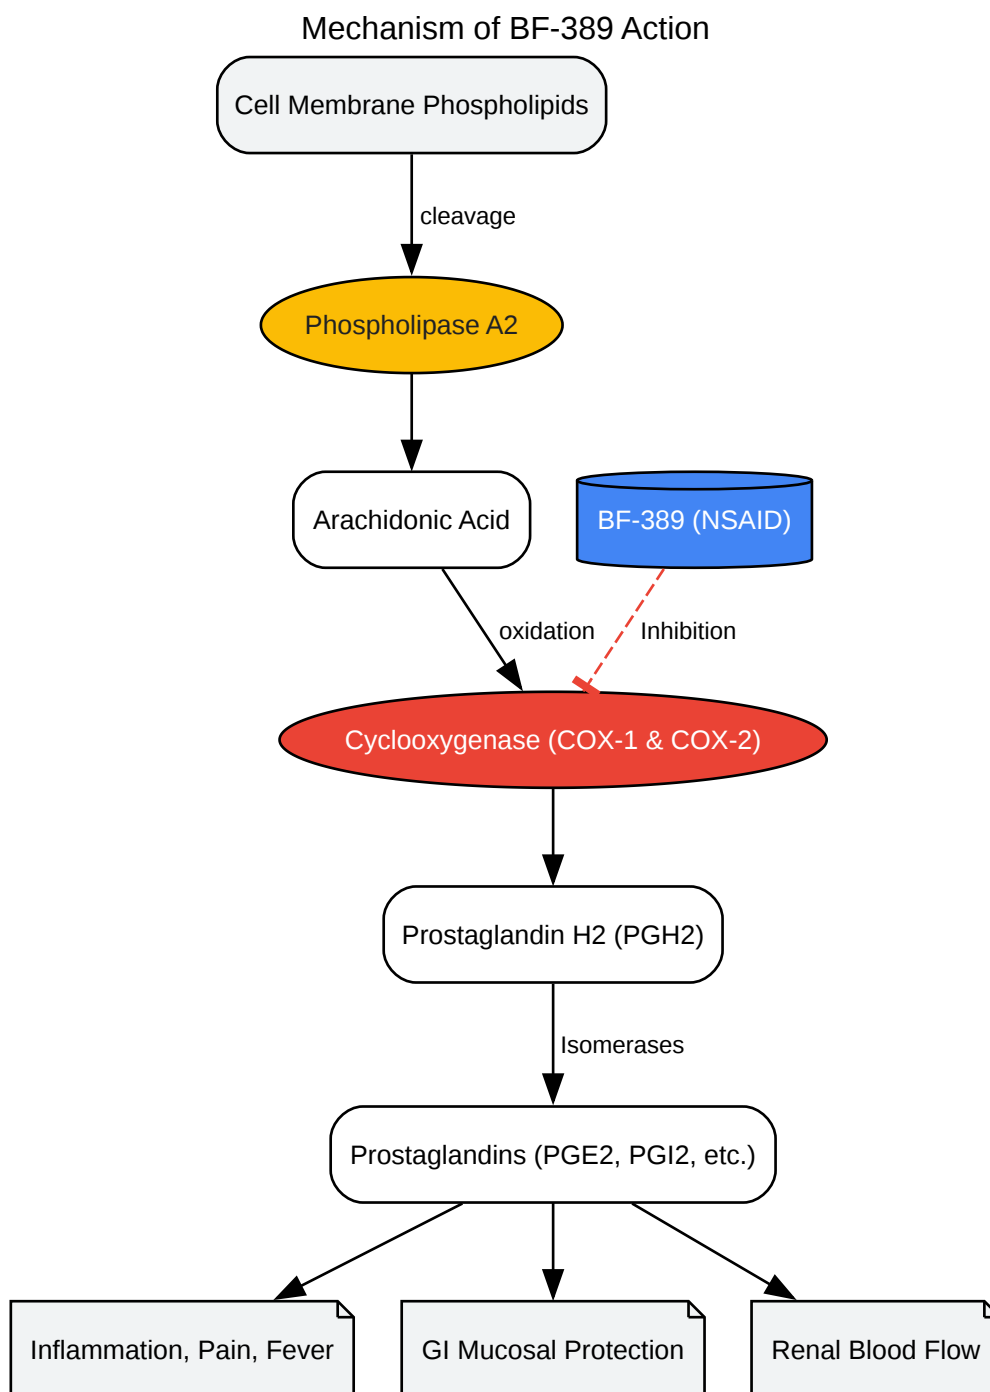 Mechanism of BF-389 Action
Cell Membrane Phospholipids
cleavage
Phospholipase A2
Arachidonic Acid
BF-389 (NSAID)
oxidation
Inhibition
Cyclooxygenase (COX-1 & COX-2)
Prostaglandin H2 (PGH2)
Isomerases
Prostaglandins (PGE2, PGI2, etc.)
Inflammation, Pain, Fever
GI Mucosal Protection
Renal Blood Flow